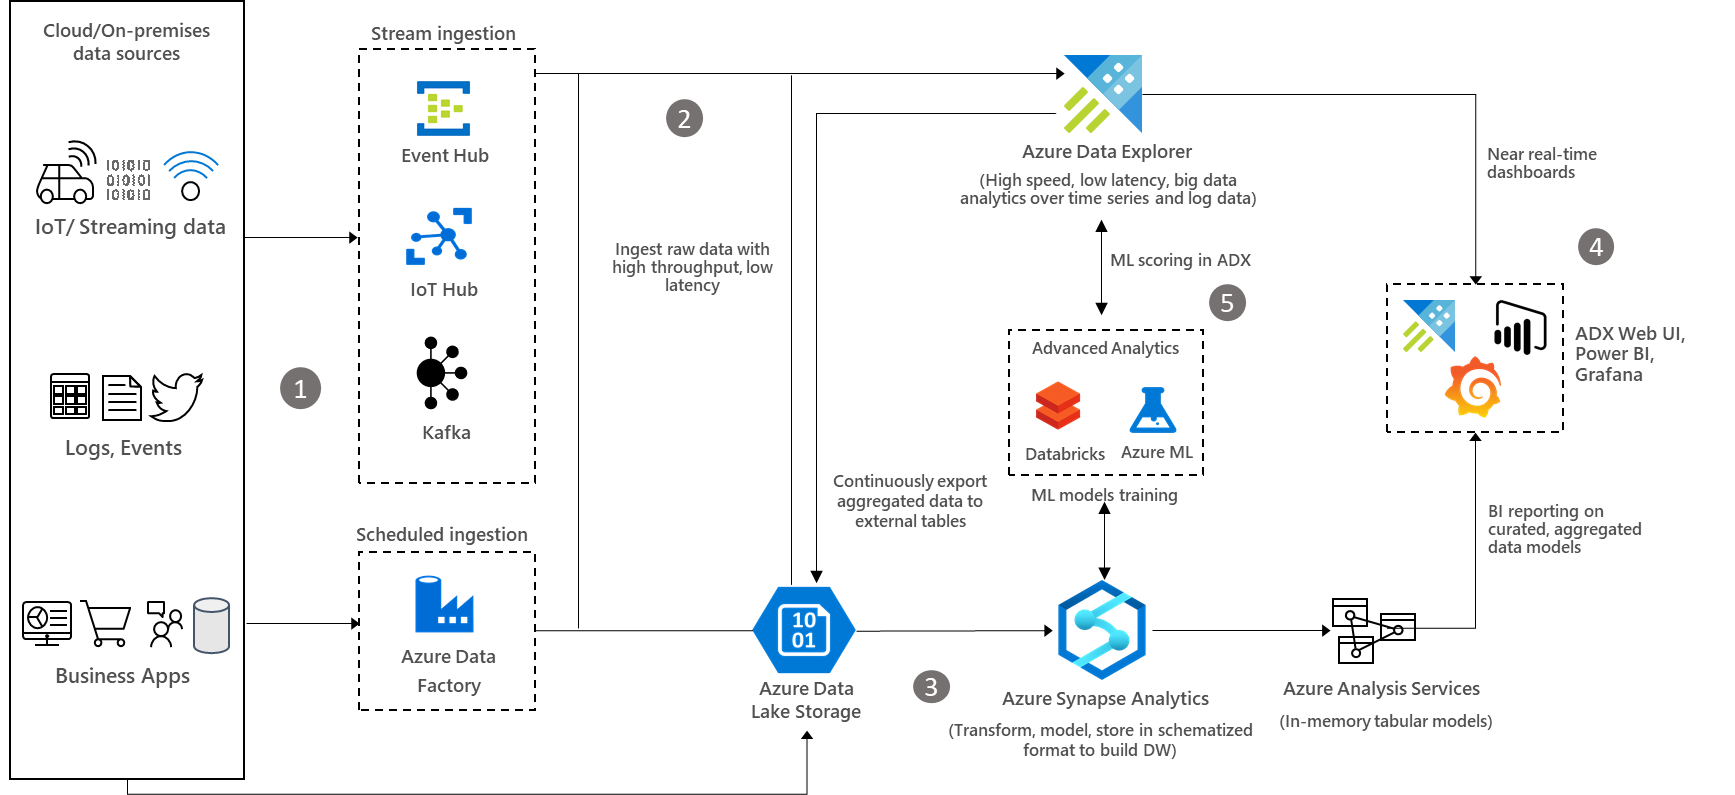 Cloud/On-premises
data sources
IoT/ Streaming data
Logs, Events
Business Apps
1
Stream ingestion
Event Hub
IoT Hub
Kafka
Scheduled ingestion
Azure Data
Factory
2
Ingest raw data with
high throughput, low
latency
Continuously export
aggregated data to
external tables
10
01
Azure Data
Lake Storage
3
Azure Data Explorer
(High speed, low latency, big data
analytics over time series and log data)
ML scoring in ADX
5
Advanced Analytics
Databricks
Azure ML
ML models training
Azure Synapse Analytics
(Transform, model, store in schematized
format to build DW)
Azure Analysis Services
(In-memory tabular models)
Near real-time
dashboards
4
ADX Web UI,
Power BI,
Grafana
BI reporting on
curated, aggregated
data models